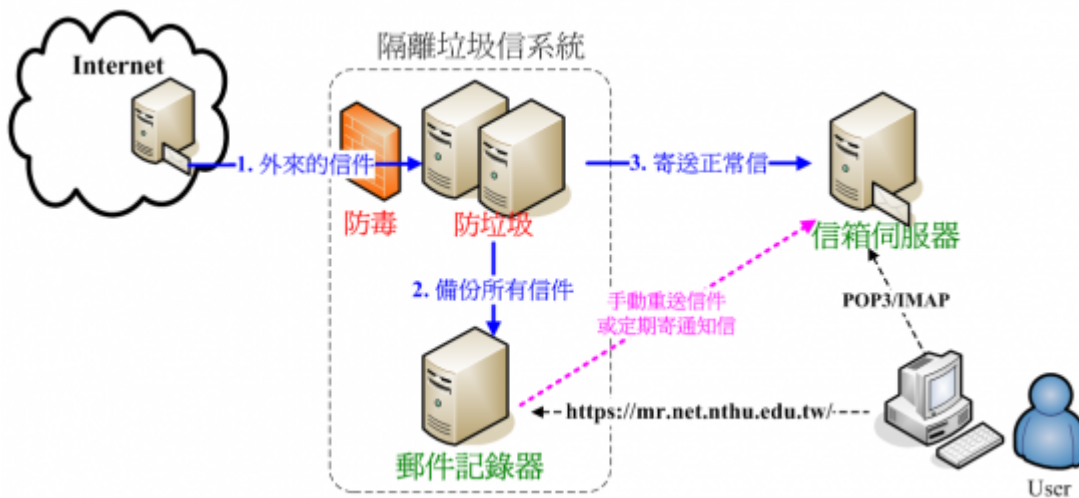 隔離垃圾信系統
Internet
1. 外來的信件
3. 寄送正常信
防毒
防垃圾
信箱伺服器
2. 備份所有信件
手動重送信件
或定期寄通知信
POP3/IMAP
https://mr.net.nthu.edu.tw/
郵件記錄器
User